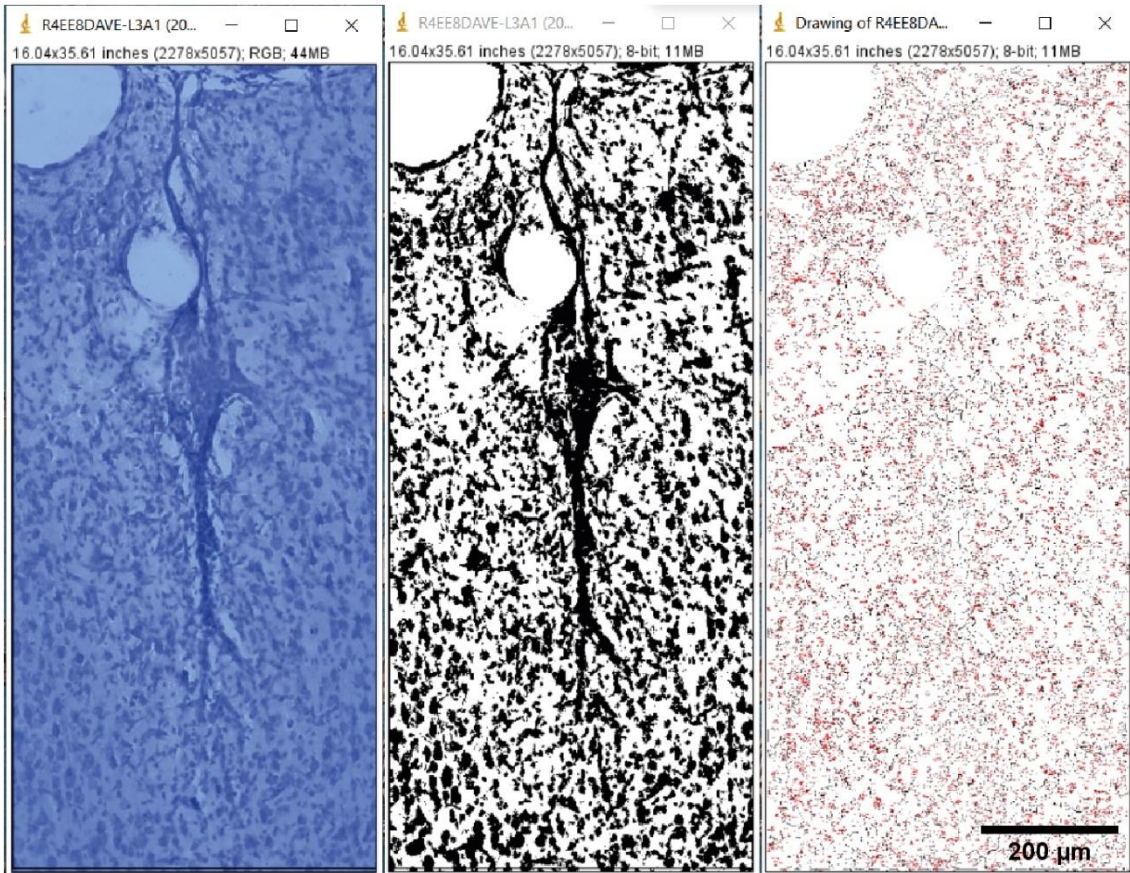 R4EE8DAVE-L3A1 (20...
16.04x35.61 inches (2278x5057); RGB; 44MB
R4EE8DAVE-L3A1 (20...
16.04x35.61 inches (2278x5057); 8-bit; 11MB
Drawing of R4EE8DA...
16.04x35.61 inches (2278x5057); 8-bit; 11MB
200 µm